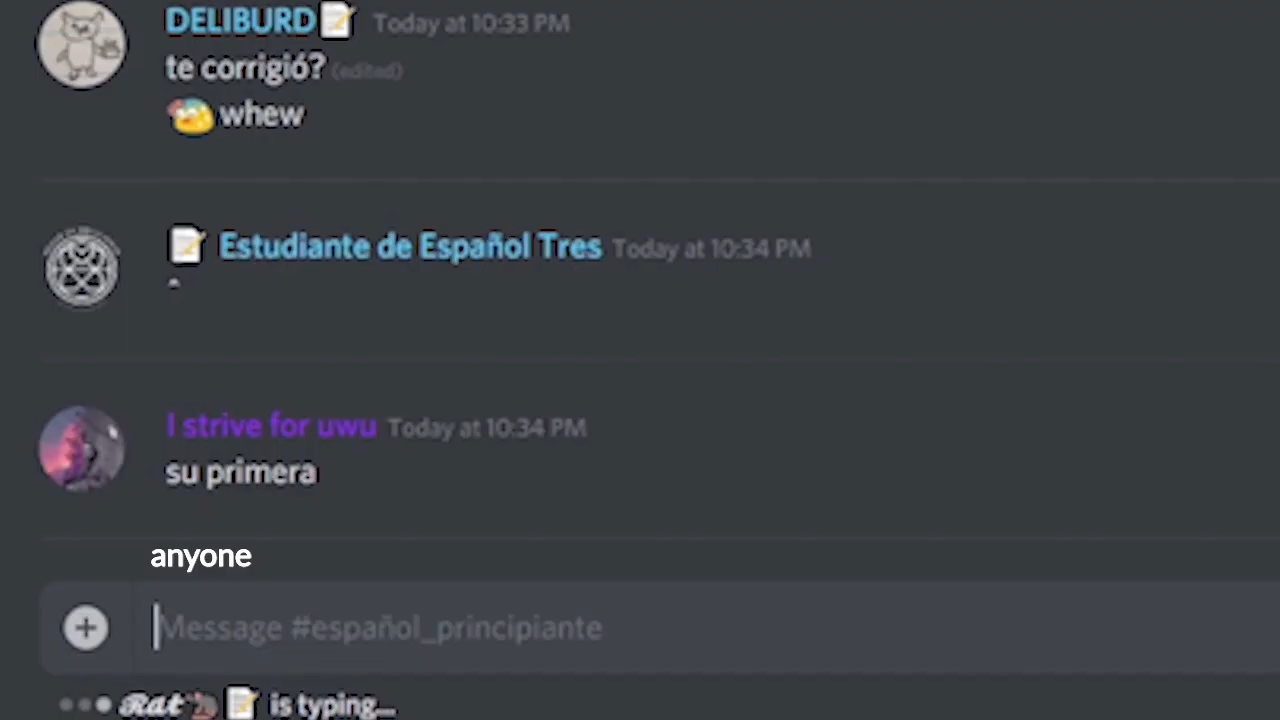 DELIBURD📝 Today at 10:33 PM
te corrigió? (edited)
whew
📝 Estudiante de Español Tres Today at 10:34 PM
^
I strive for uwu Today at 10:34 PM
su primera
anyone
Message #español_principiante
𝓡𝓪𝓽🐀📝 is typing...